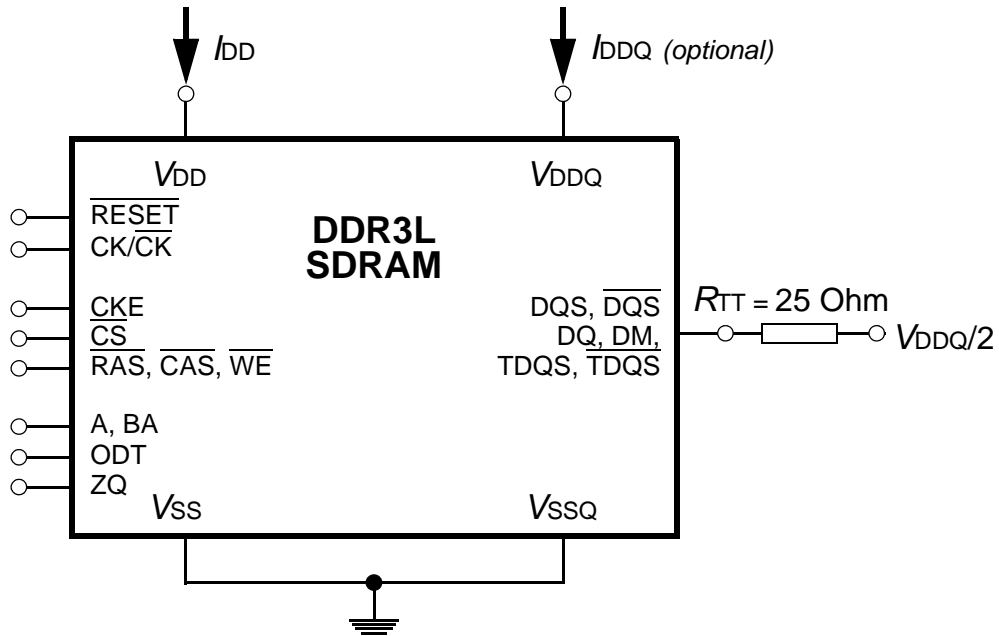 IDD
IDDQ (optional)
VDD
VDDQ
RESET
CK/CK
DDR3L
SDRAM
CKE
CS
RAS, CAS, WE
DQS, DQS
DQ, DM,
TDQS, TDQS
RTT = 25 Ohm
VDDQ/2
A, BA
ODT
ZQ
VSS
VSSQ